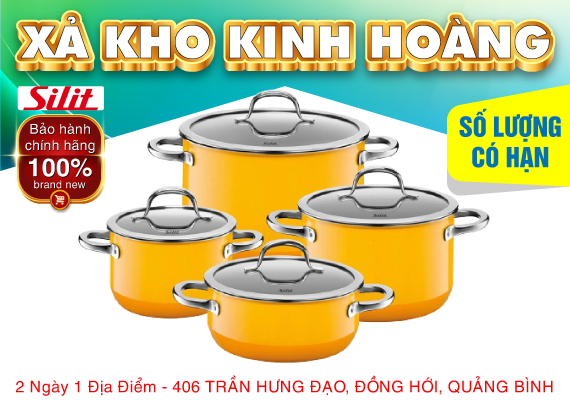 XẢ KHO KINH HOÀNG
Silit
Bảo hành
chính hãng
100%
brand new
SỐ LƯỢNG
CÓ HẠN
2 Ngày 1 Địa Điểm - 406 TRẦN HƯNG ĐẠO, ĐỒNG HỚI, QUẢNG BÌNH